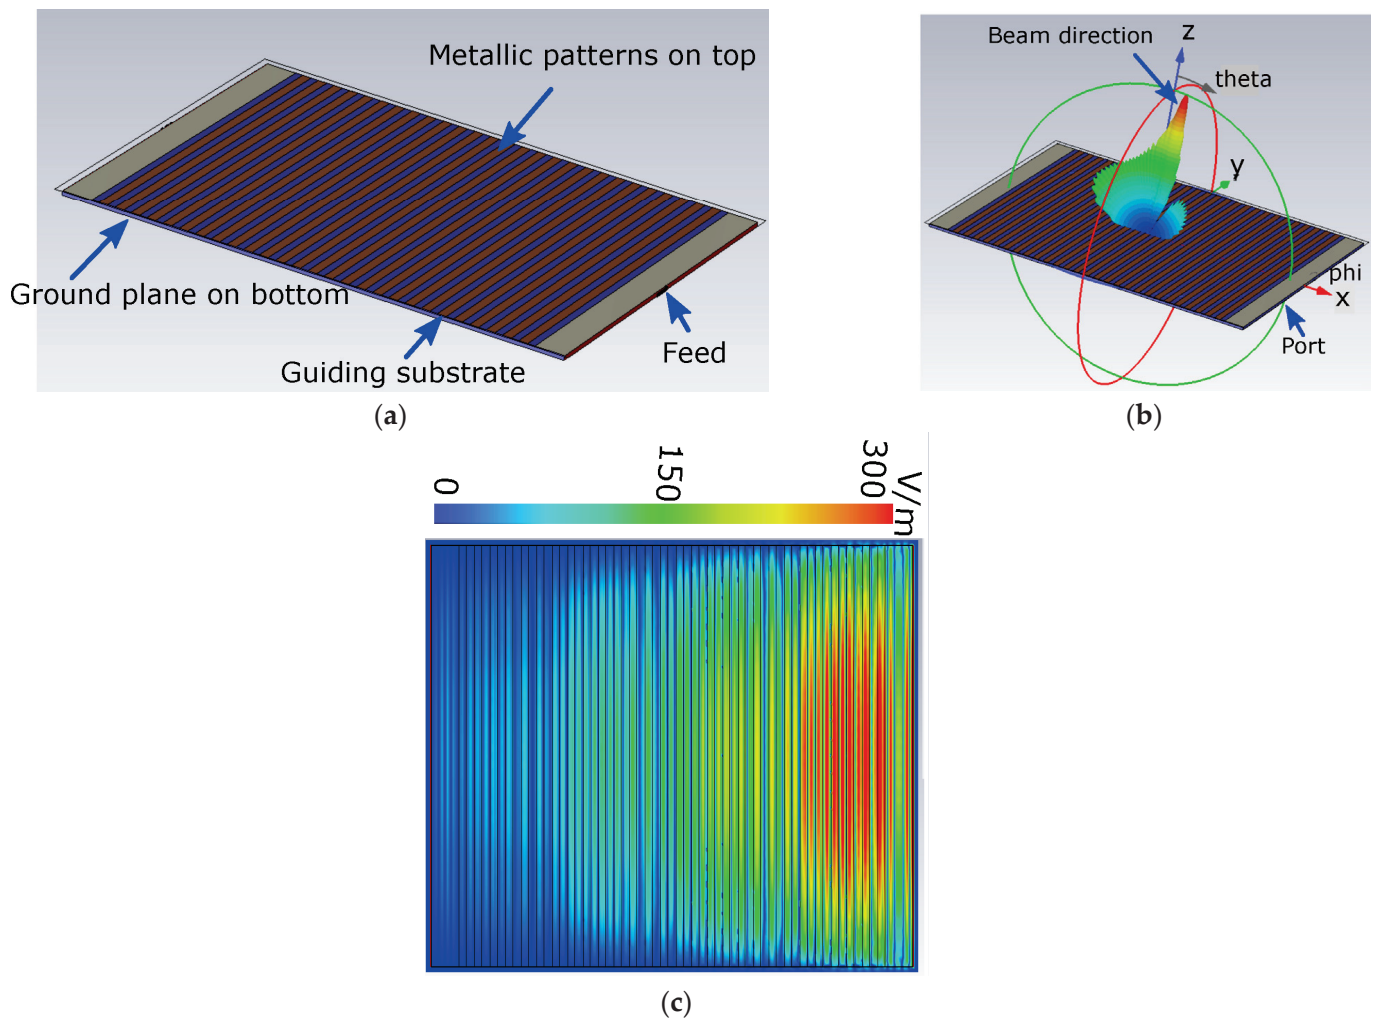 Metallic patterns on top
Ground plane on bottom
Guiding substrate
Feed
(a)
Beam direction
z
theta
y
phi
x
Port
(b)
0
150
300
V/m
(c)